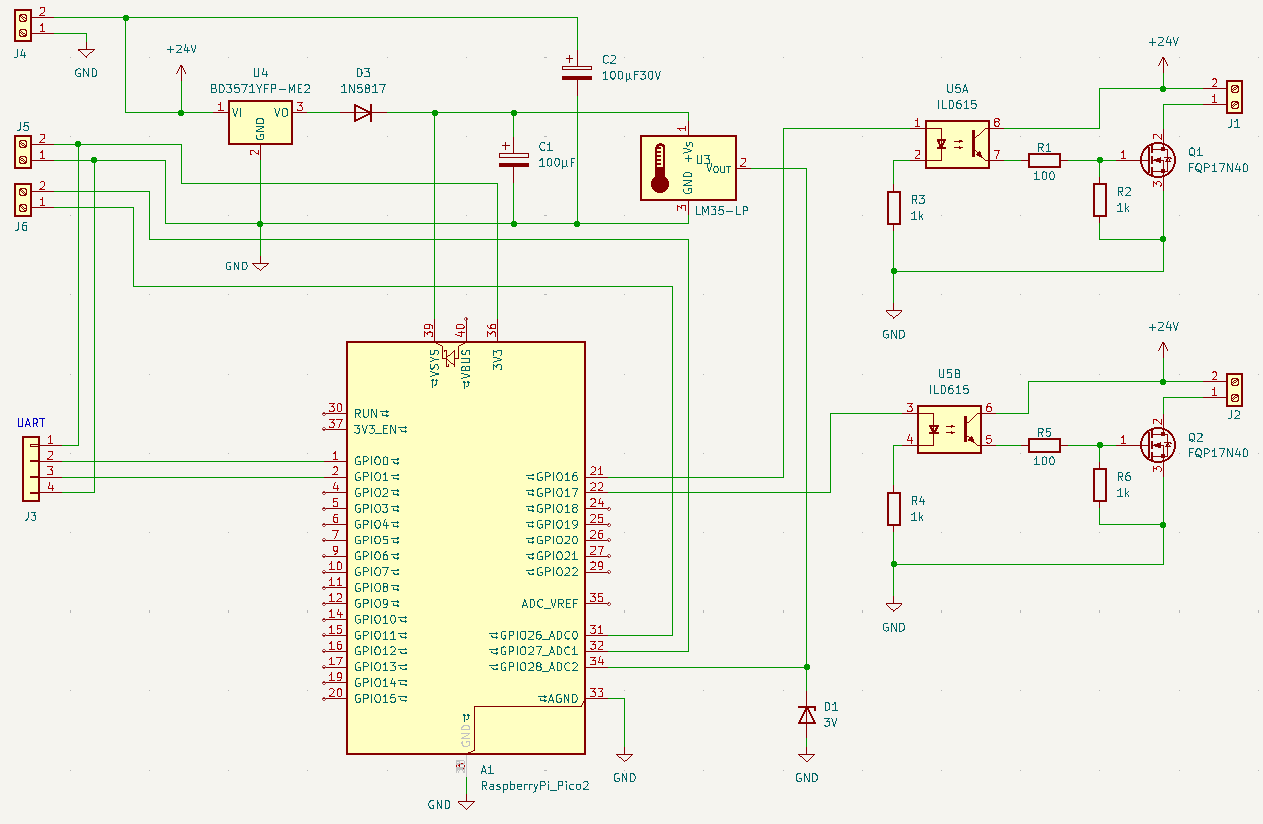 2
1
J4
GND
+24V
U4
BD3571YFP-ME2
1
VI
VO
3
GND
2
D3
1N5817
+
C2
100µF30V
+
C1
100µF
J5
2
1
2
1
J6
GND
1
+Vs
U3
VOUT
2
GND
3
LM35-LP
U5A
ILD615
1
8
2
7
R3
1k
R1
100
R2
1k
1
2
3
Q1
FQP17N40
+24V
2
1
J1
GND
U5B
ILD615
3
6
4
5
R4
1k
R5
100
R6
1k
1
2
3
Q2
FQP17N40
+24V
2
1
J2
GND
UART
1
2
3
4
J3
39
40
36
VSYS
VBUS
3V3
30 RUN
37 3V3_EN
1 GPIO0
2 GPIO1
4 GPIO2
5 GPIO3
6 GPIO4
7 GPIO5
9 GPIO6
10 GPIO7
11 GPIO8
12 GPIO9
14 GPIO10
15 GPIO11
16 GPIO12
17 GPIO13
19 GPIO14
20 GPIO15
GPIO16 21
GPIO17 22
GPIO18 24
GPIO19 25
GPIO20 26
GPIO21 27
GPIO22 29
ADC_VREF 35
GPIO26_ADC0 31
GPIO27_ADC1 32
GPIO28_ADC2 34
AGND 33
GND
A1
RaspberryPi_Pico2
GND
GND
D1
3V
GND